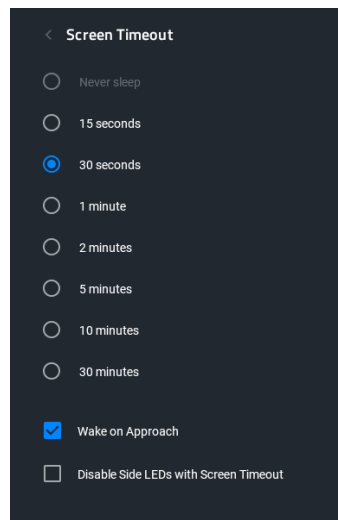 Screen Timeout
Never sleep
15 seconds
30 seconds
1 minute
2 minutes
5 minutes
10 minutes
30 minutes
Wake on Approach
Disable Side LEDs with Screen Timeout